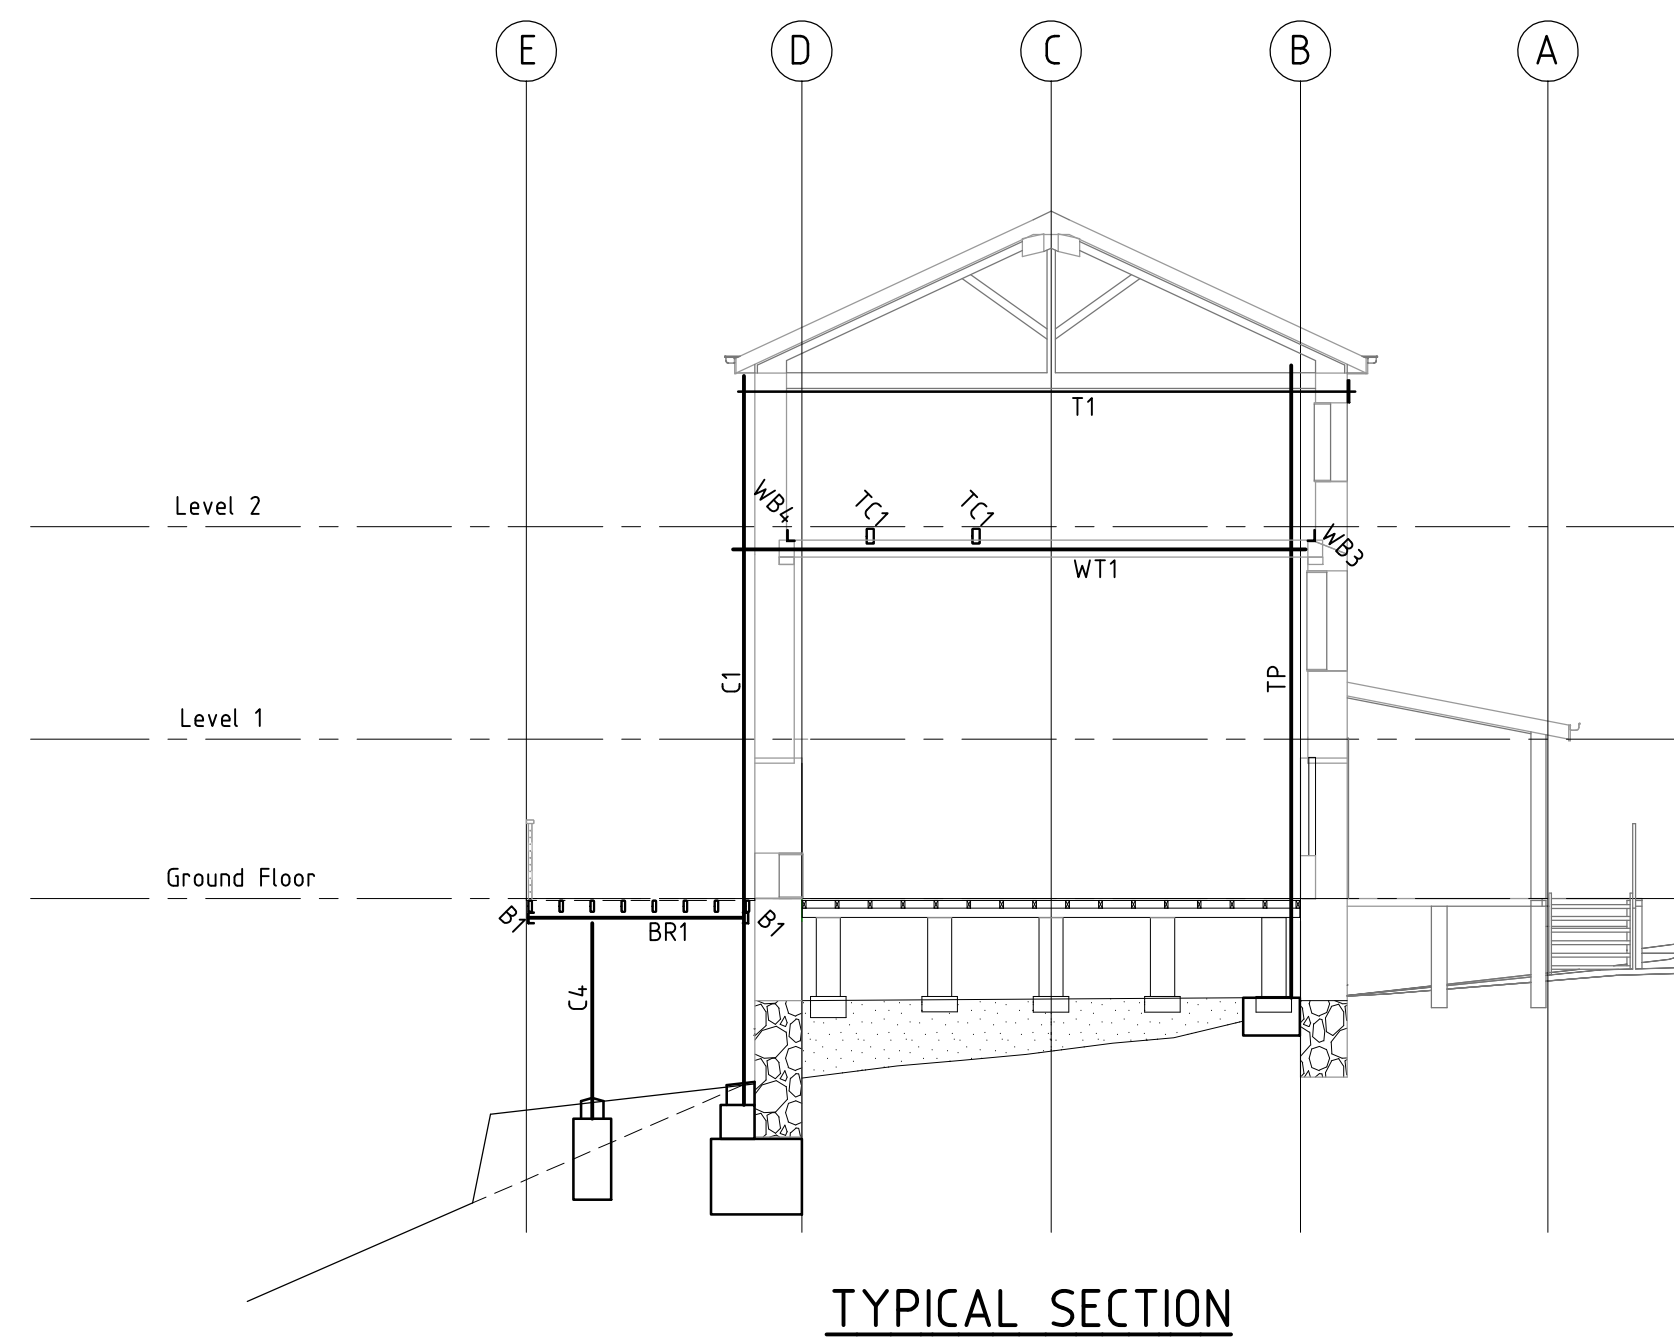 E D C B A
T1
Level 2
WB4 TC1 TC1 WB3
WT1
C1 TP
Level 1
Ground Floor
B1 BR1 B1
C4
TYPICAL SECTION